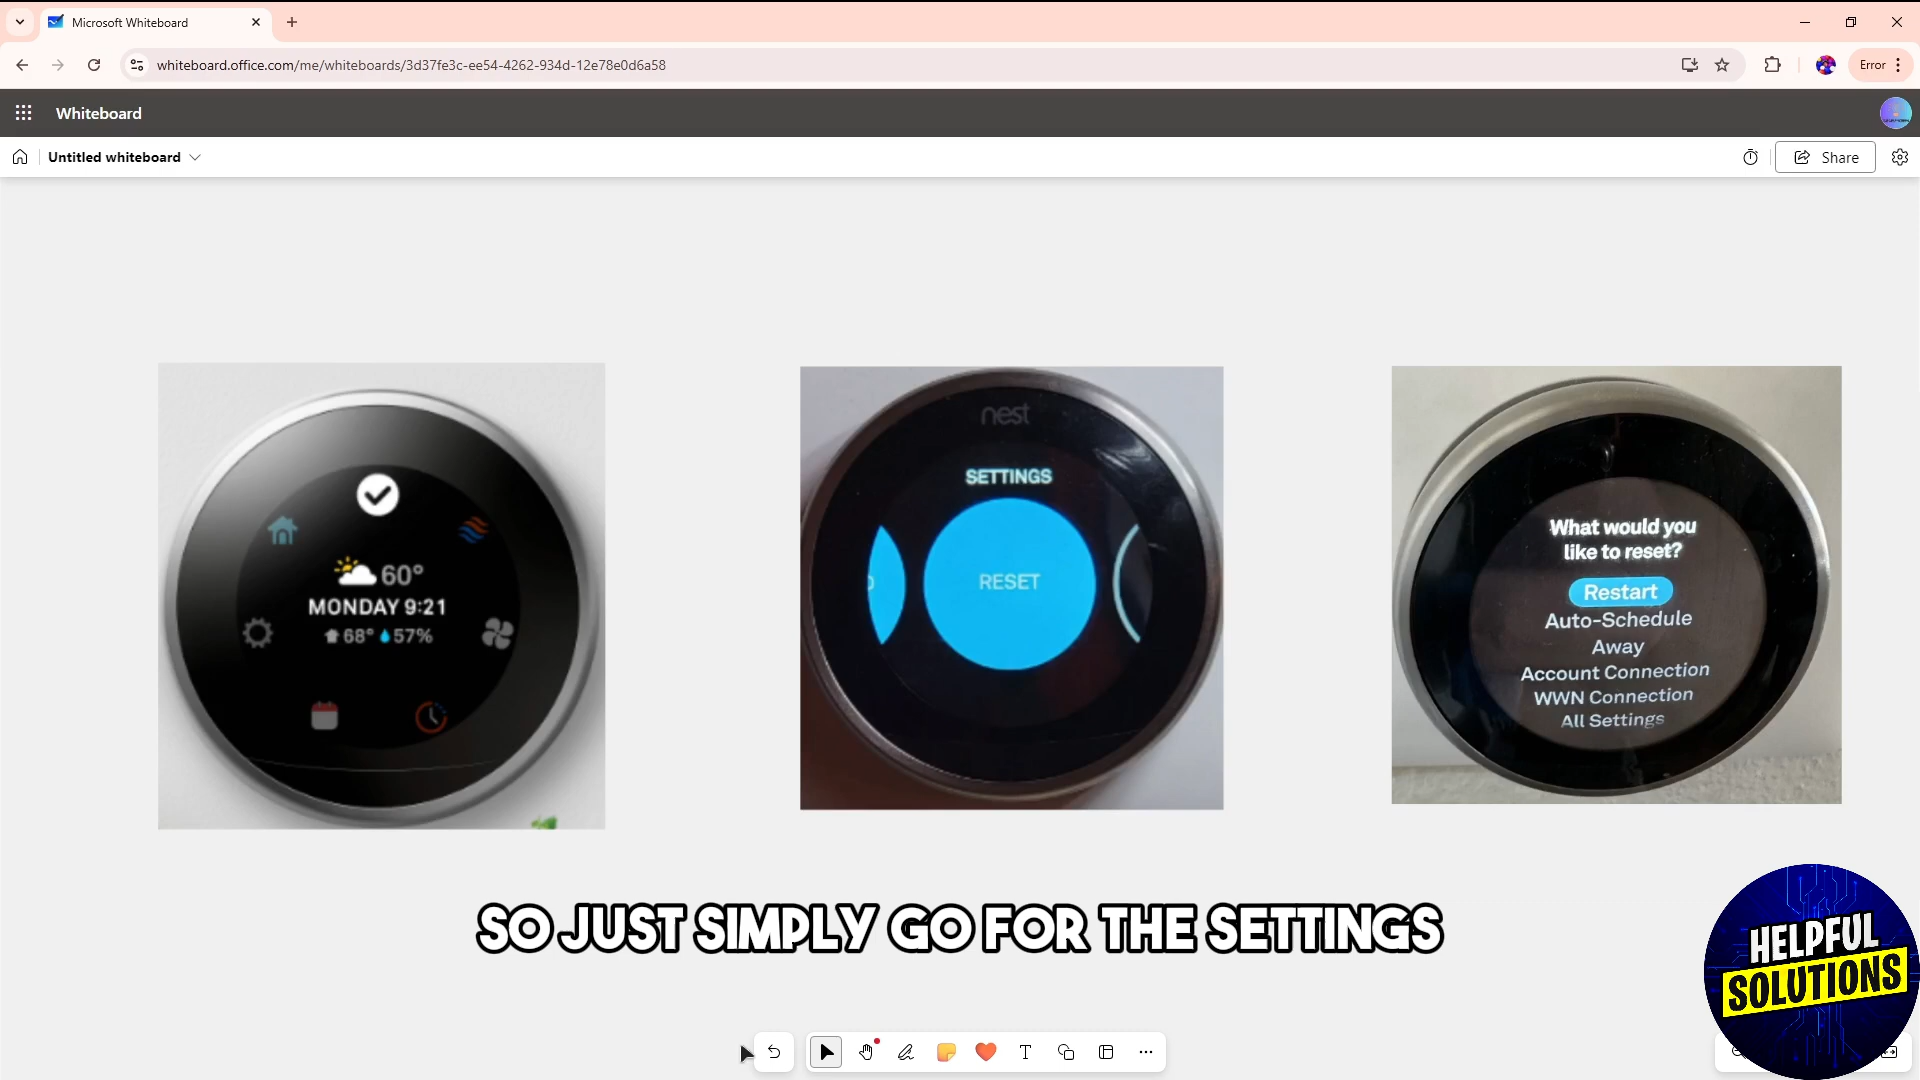 Microsoft Whiteboard
whiteboard.office.com/me/whiteboards/3d37fe3c-ee54-4262-934d-12e78e0d6a58
Error
Whiteboard
Untitled whiteboard
Share
60°
MONDAY 9:21
68° 57%
nest
SETTINGS
RESET
What would you
like to reset?
Restart
Auto-Schedule
Away
Account Connection
WWN Connection
All Settings
SO JUST SIMPLY GO FOR THE SETTINGS
HELPFUL
SOLUTIONS